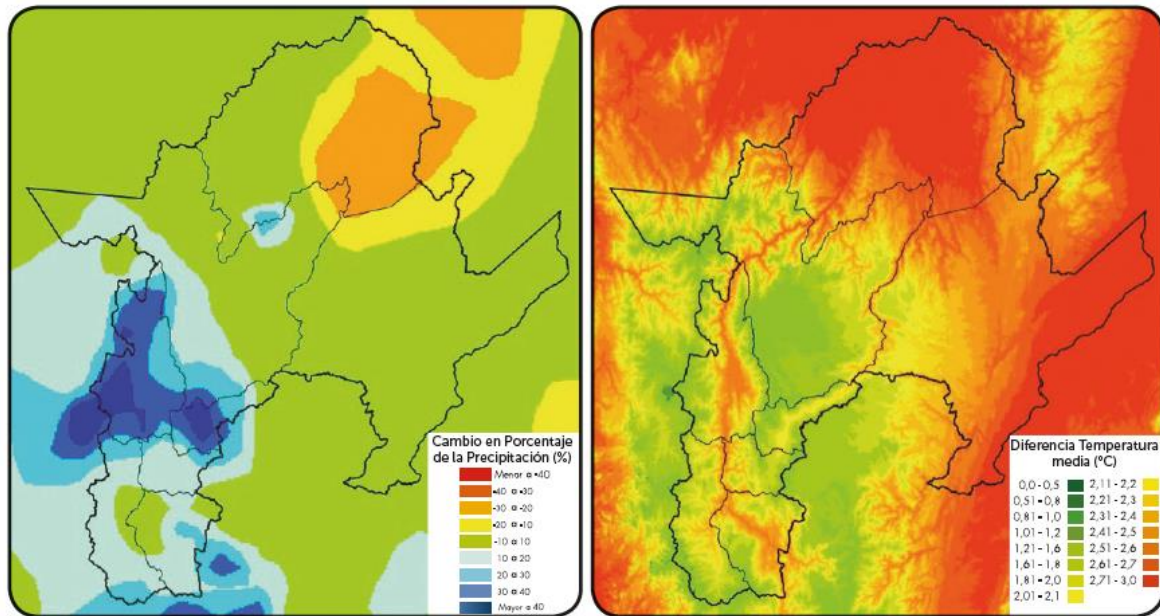 Cambio en Porcentaje
de la Precipitación (%)
Menor a -40
-40 a -30
-30 a -20
-20 a -10
-10 a 10
10 a 20
20 a 30
30 a 40
Mayor a 40
Diferencia Temperatura
media (°C)
0,0 - 0,5 2,11 - 2,2
0,51 - 0,8 2,21 - 2,3
0,81 - 1,0 2,31 - 2,4
1,01 - 1,2 2,41 - 2,5
1,21 - 1,6 2,51 - 2,6
1,61 - 1,8 2,61 - 2,7
1,81 - 2,0 2,71 - 3,0
2,01 - 2,1